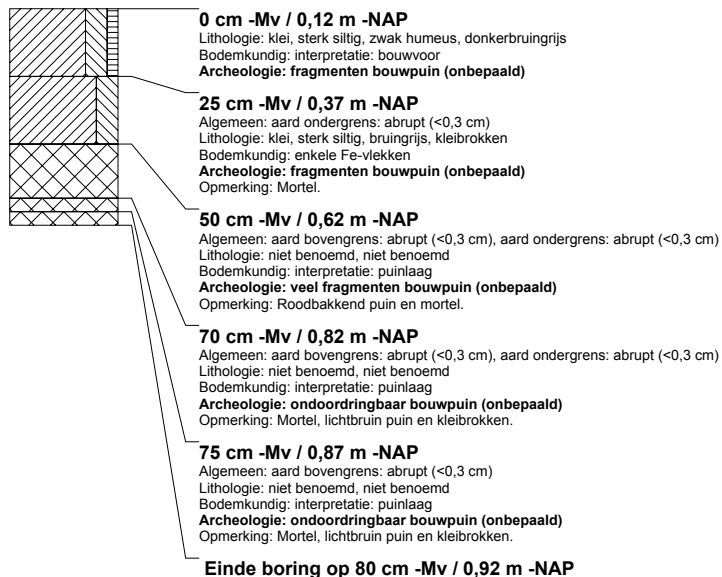 0 cm -Mv / 0,12 m -NAP
Lithologie: klei, sterk siltig, zwak humeus, donkerbruingrijs
Bodemkundig: interpretatie: bouwvoor
Archeologie: fragmenten bouwpuin (onbepaald)
25 cm -Mv / 0,37 m -NAP
Algemeen: aard ondergrens: abrupt (<0,3 cm)
Lithologie: klei, sterk siltig, bruingrijs, kleibrokken
Bodemkundig: enkele Fe-vlekken
Archeologie: fragmenten bouwpuin (onbepaald)
Opmerking: Mortel.
50 cm -Mv / 0,62 m -NAP
Algemeen: aard bovengrens: abrupt (<0,3 cm), aard ondergrens: abrupt (<0,3 cm)
Lithologie: niet benoemd, niet benoemd
Bodemkundig: interpretatie: puinlaag
Archeologie: veel fragmenten bouwpuin (onbepaald)
Opmerking: Roodbakkend puin en mortel.
70 cm -Mv / 0,82 m -NAP
Algemeen: aard bovengrens: abrupt (<0,3 cm), aard ondergrens: abrupt (<0,3 cm)
Lithologie: niet benoemd, niet benoemd
Bodemkundig: interpretatie: puinlaag
Archeologie: ondoordringbaar bouwpuin (onbepaald)
Opmerking: Mortel, lichtbruin puin en kleibrokken.
75 cm -Mv / 0,87 m -NAP
Algemeen: aard bovengrens: abrupt (<0,3 cm)
Lithologie: niet benoemd, niet benoemd
Bodemkundig: interpretatie: puinlaag
Archeologie: ondoordringbaar bouwpuin (onbepaald)
Opmerking: Mortel, lichtbruin puin en kleibrokken.
Einde boring op 80 cm -Mv / 0,92 m -NAP